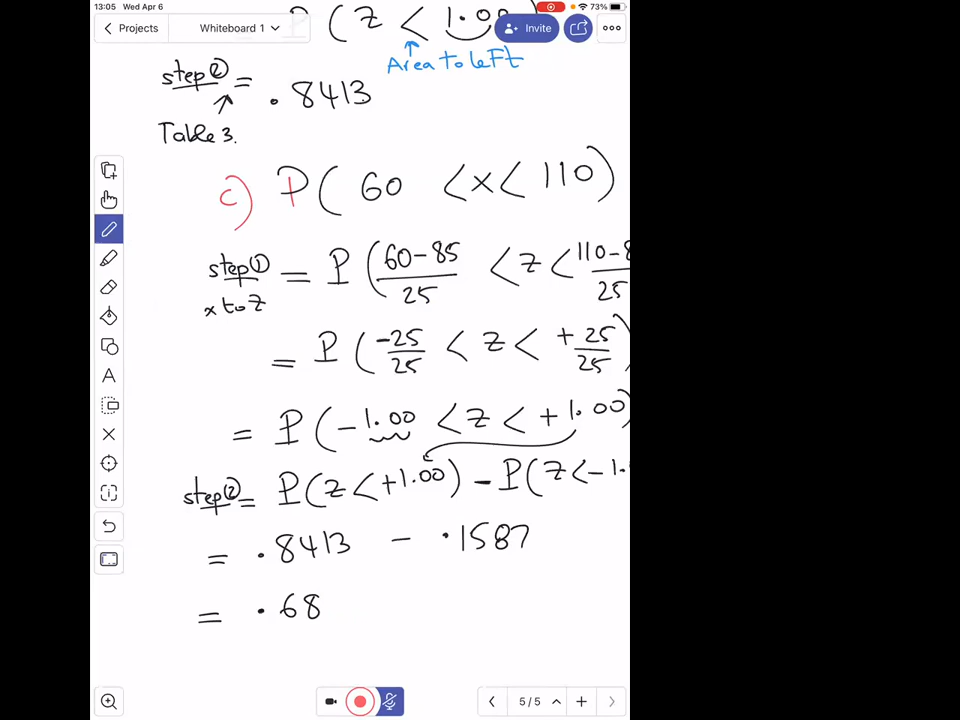 13:05 Wed Apr 6
73%
Projects
Whiteboard 1
Invite
P ( Z < 1.00 )
Area to left
step② = .8413
Table 3.
c) P( 60 < x < 110 )
step① = P ( 60-85 / 25 < Z < 110-8 / 25
x to Z
= P ( -25 / 25 < Z < +25 / 25 )
= P ( -1.00 < Z < +1.00 )
step② = P(Z<+1.00) - P(Z<-1.
= .8413 - .1587
= .68
A
5/5